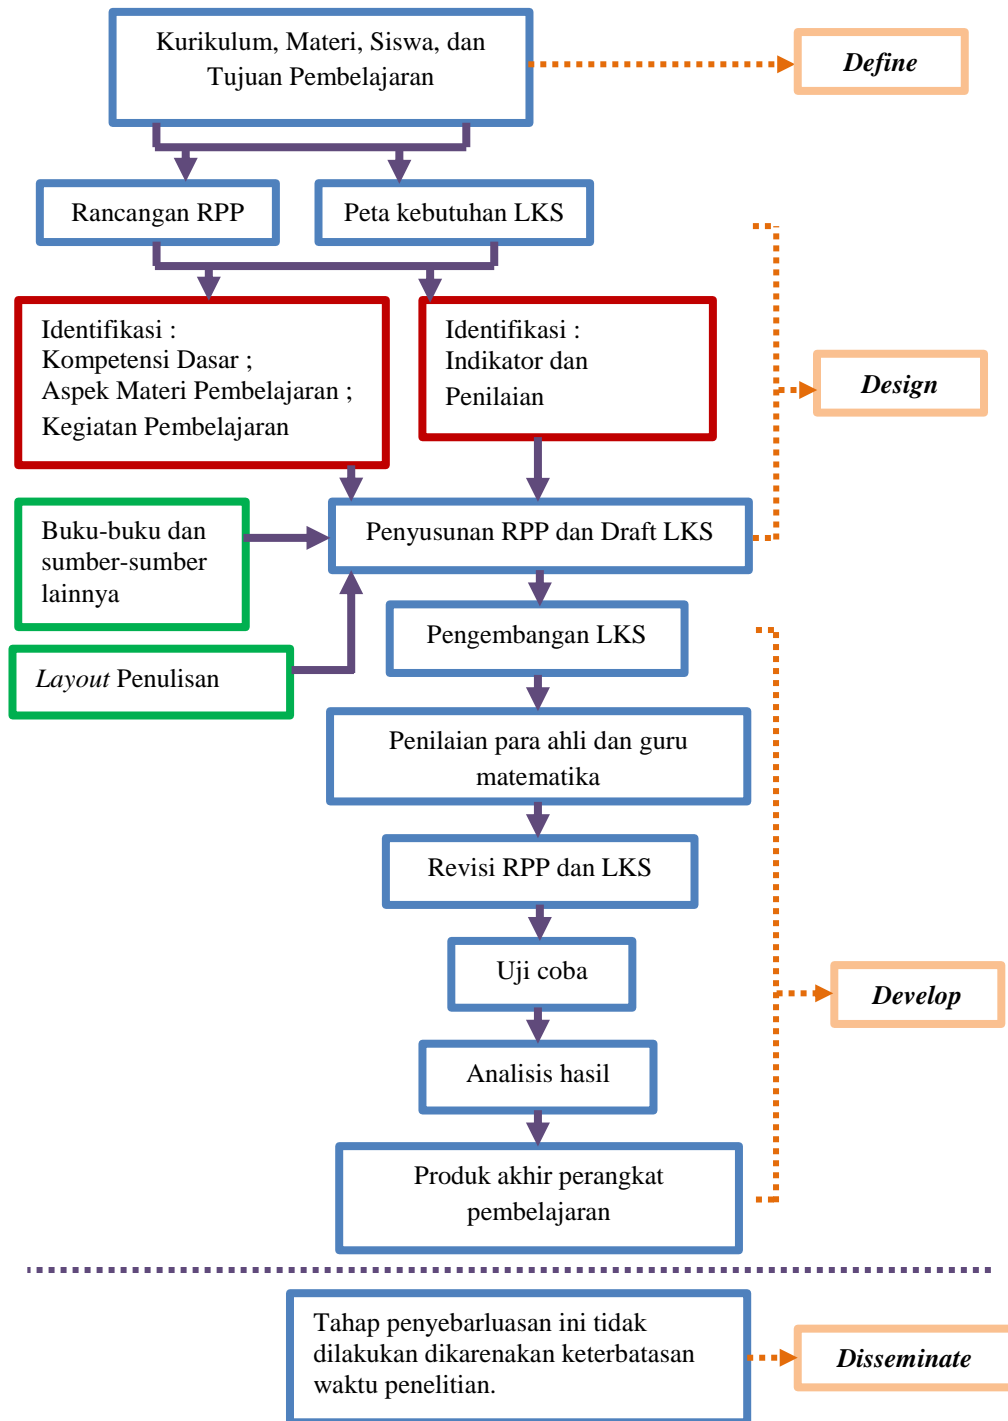 Kurikulum, Materi, Siswa, dan
Tujuan Pembelajaran
Define
Rancangan RPP
Peta kebutuhan LKS
Identifikasi :
Kompetensi Dasar ;
Aspek Materi Pembelajaran ;
Kegiatan Pembelajaran
Identifikasi :
Indikator dan
Penilaian
Design
Buku-buku dan
sumber-sumber
lainnya
Penyusunan RPP dan Draft LKS
Pengembangan LKS
Layout Penulisan
Penilaian para ahli dan guru
matematika
Revisi RPP dan LKS
Uji coba
Develop
Analisis hasil
Produk akhir perangkat
pembelajaran
Tahap penyebarluasan ini tidak
dilakukan dikarenakan keterbatasan
waktu penelitian.
Disseminate